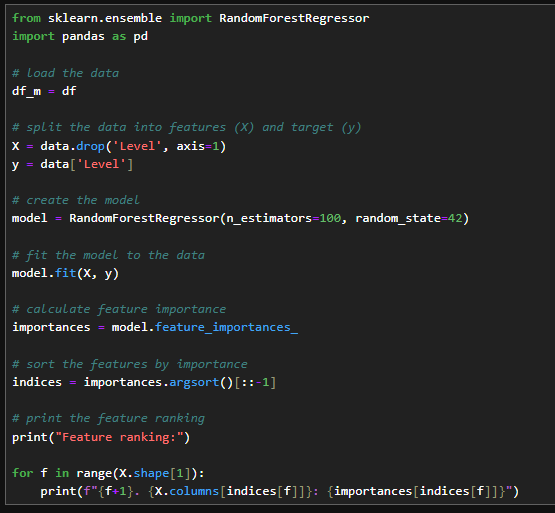 from sklearn.ensemble import RandomForestRegressor
import pandas as pd
# load the data
df_m = df
# split the data into features (X) and target (y)
X = data.drop('Level', axis=1)
y = data['Level']
# create the model
model = RandomForestRegressor(n_estimators=100, random_state=42)
# fit the model to the data
model.fit(X, y)
# calculate feature importance
importances = model.feature_importances_
# sort the features by importance
indices = importances.argsort()[::-1]
# print the feature ranking
print("Feature ranking:")
for f in range(X.shape[1]):
    print(f"{f+1}. {X.columns[indices[f]]}: {importances[indices[f]]}")